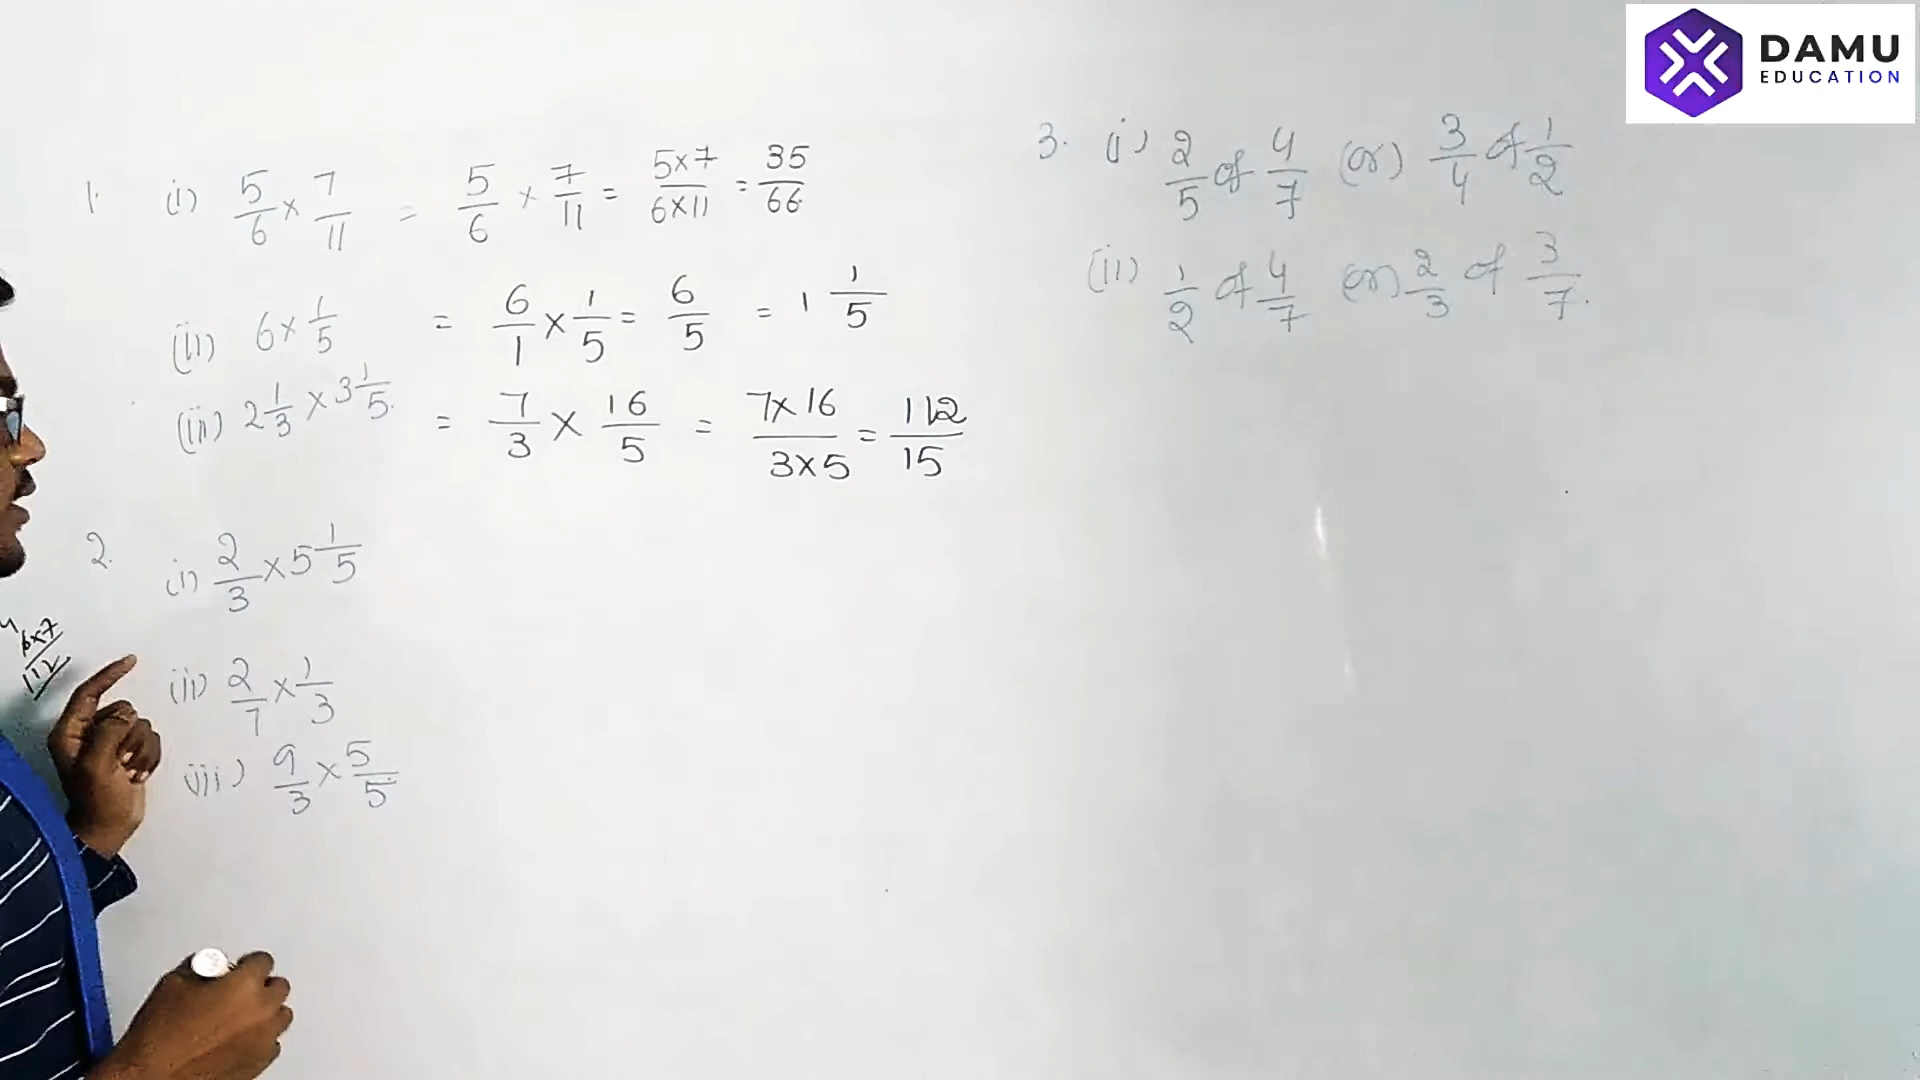 DAMU
EDUCATION
1. (i) 5/6 × 7/11 = 5/6 × 7/11 = 5×7/6×11 = 35/66
(ii) 6 × 1/5 = 6/1 × 1/5 = 6/5 = 1 1/5
(iii) 2 1/3 × 3 1/5 = 7/3 × 16/5 = 7×16/3×5 = 112/15
2. (i) 2/3 × 5 1/5
(ii) 2/7 × 1/3
(iii) 9/3 × 5/5
6×7
112
3. (i) 2/5 of 4/7 (or) 3/4 of 1/2
(ii) 1/2 of 4/7 (or) 2/3 of 3/7.